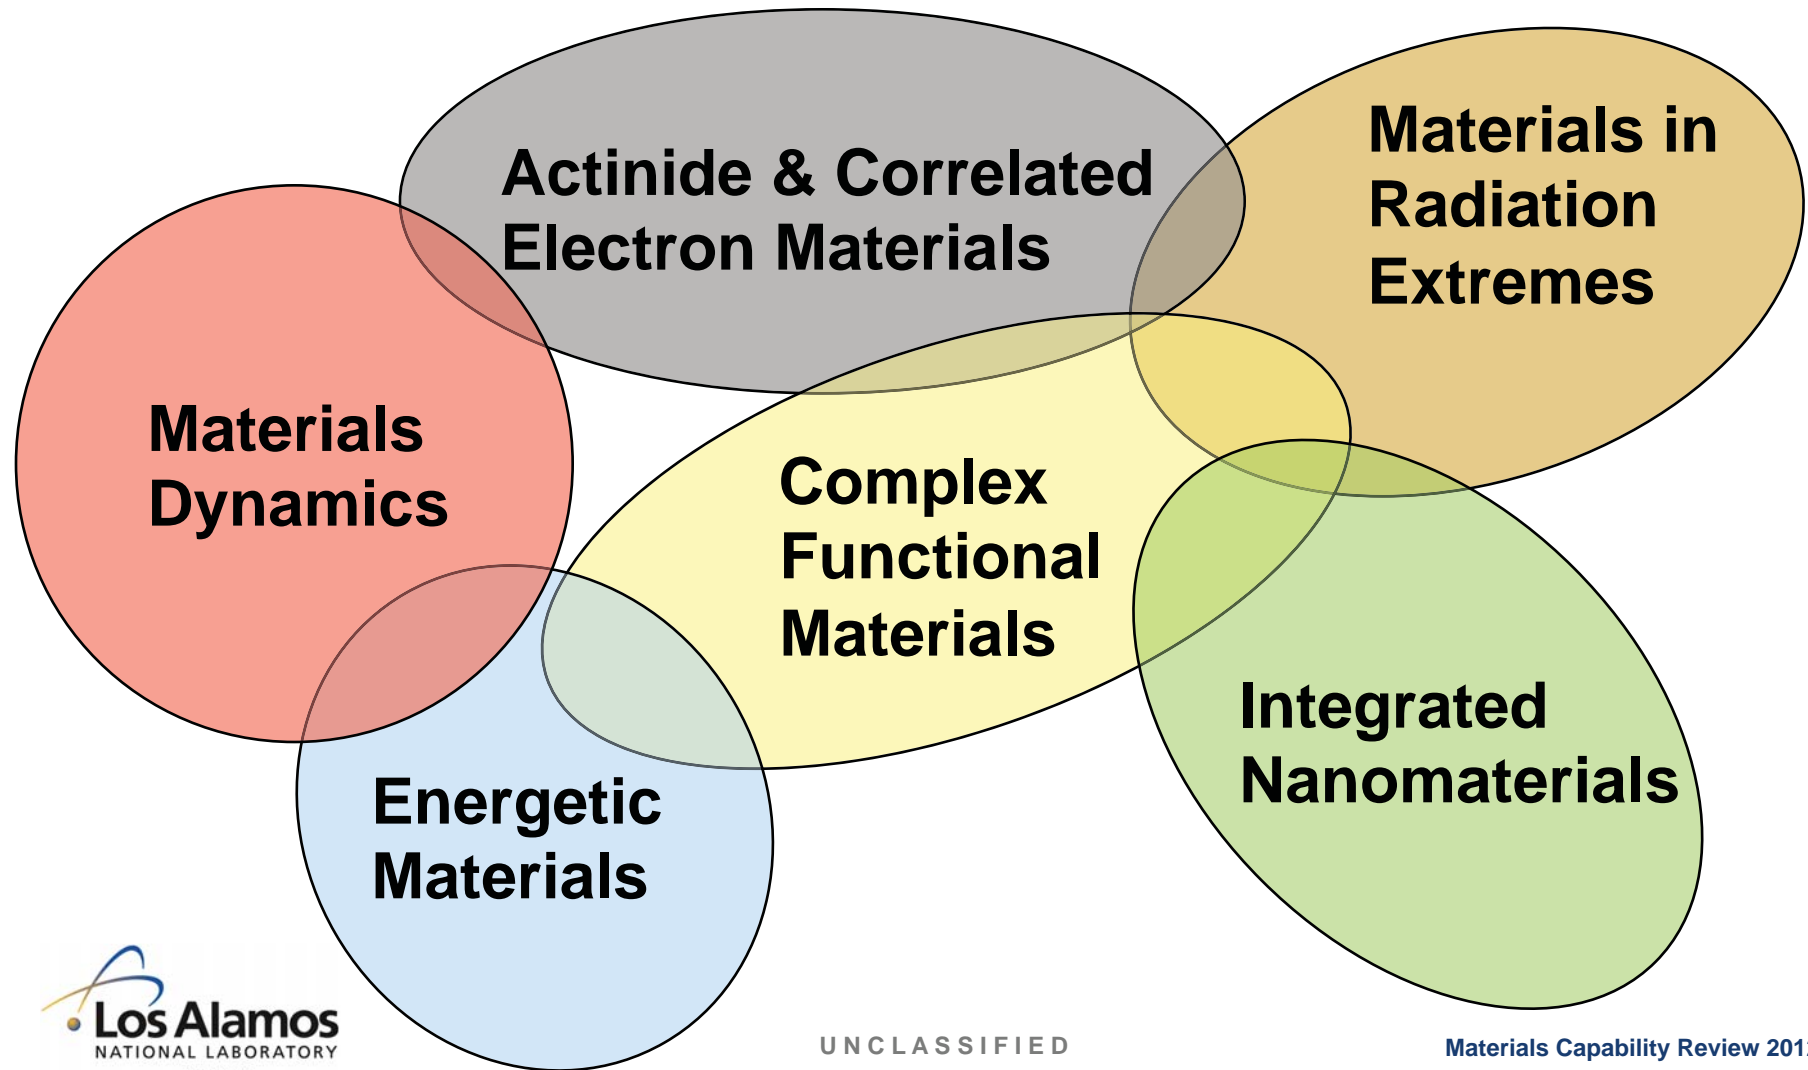 Actinide & Correlated
Electron Materials
Materials in
Radiation
Extremes
Materials
Dynamics
Complex
Functional
Materials
Integrated
Nanomaterials
Energetic
Materials
Los Alamos
NATIONAL LABORATORY
UNCLASSIFIED
Materials Capability Review